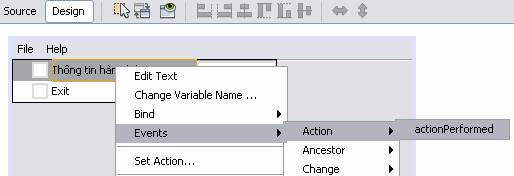 Source Design
File Help
Thông tin
Exit
Edit Text
Change Variable Name ...
Bind
Events
Set Action...
Action
Ancestor
Change
actionPerformed